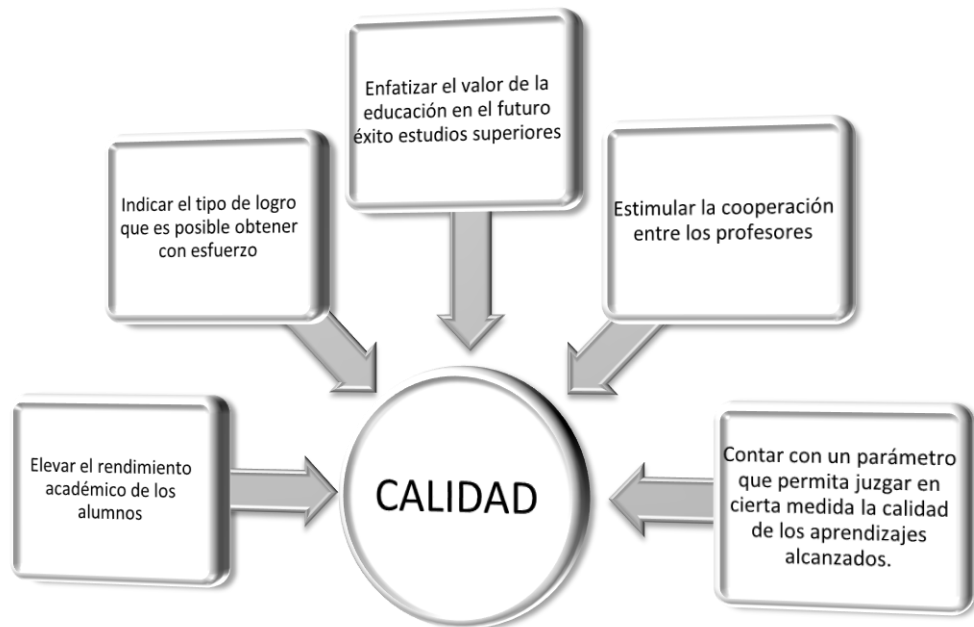 Enfatizar el valor de la
educación en el futuro
éxito estudios superiores
Indicar el tipo de logro
que es posible obtener
con esfuerzo
Estimular la cooperación
entre los profesores
Elevar el rendimiento
académico de los
alumnos
CALIDAD
Contar con un parámetro
que permita juzgar en
cierta medida la calidad
de los aprendizajes
alcanzados.